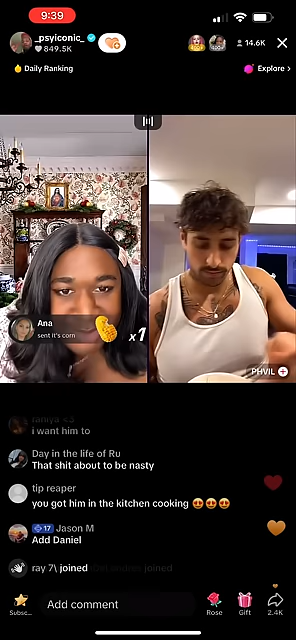 9:39
_psyiconic_
849.5K
14.6K
Daily Ranking
Explore >
Ana
sent it's corn
x1
PHVIL
i want him to
Day in the life of Ru
That shit about to be nasty
tip reaper
you got him in the kitchen cooking 😍😍😍
17 Jason M
Add Daniel
ray 7\ joined
joined
Subsc...
Add comment
Rose
Gift
2.4K